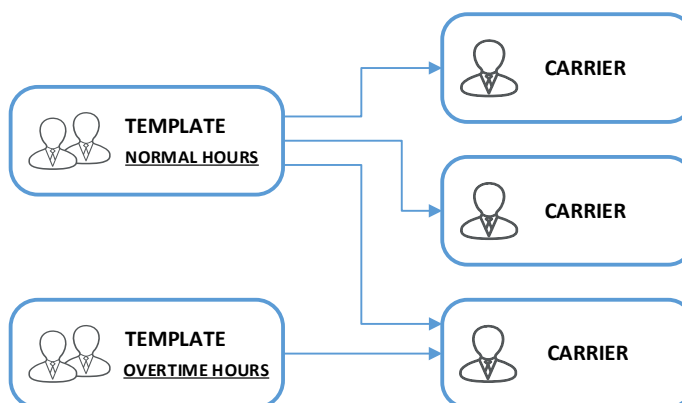 CARRIER
TEMPLATE
NORMAL HOURS
CARRIER
TEMPLATE
OVERTIME HOURS
CARRIER